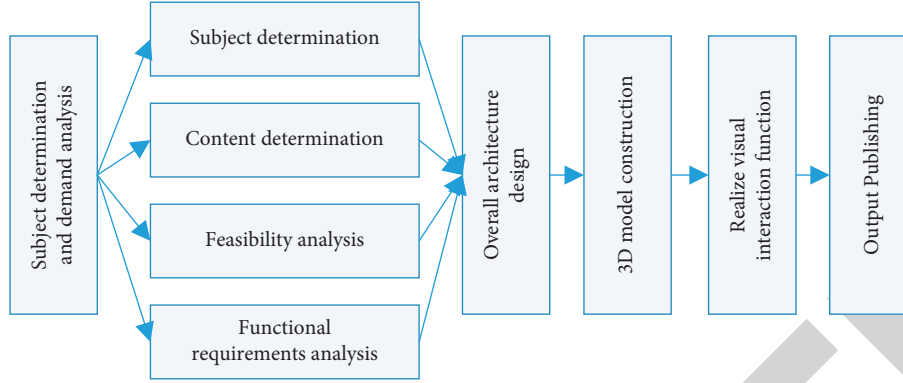 Subject determination
and demand analysis
Subject determination
Content determination
Feasibility analysis
Functional
requirements analysis
Overall architecture
design
3D model construction
Realize visual
interaction function
Output Publishing